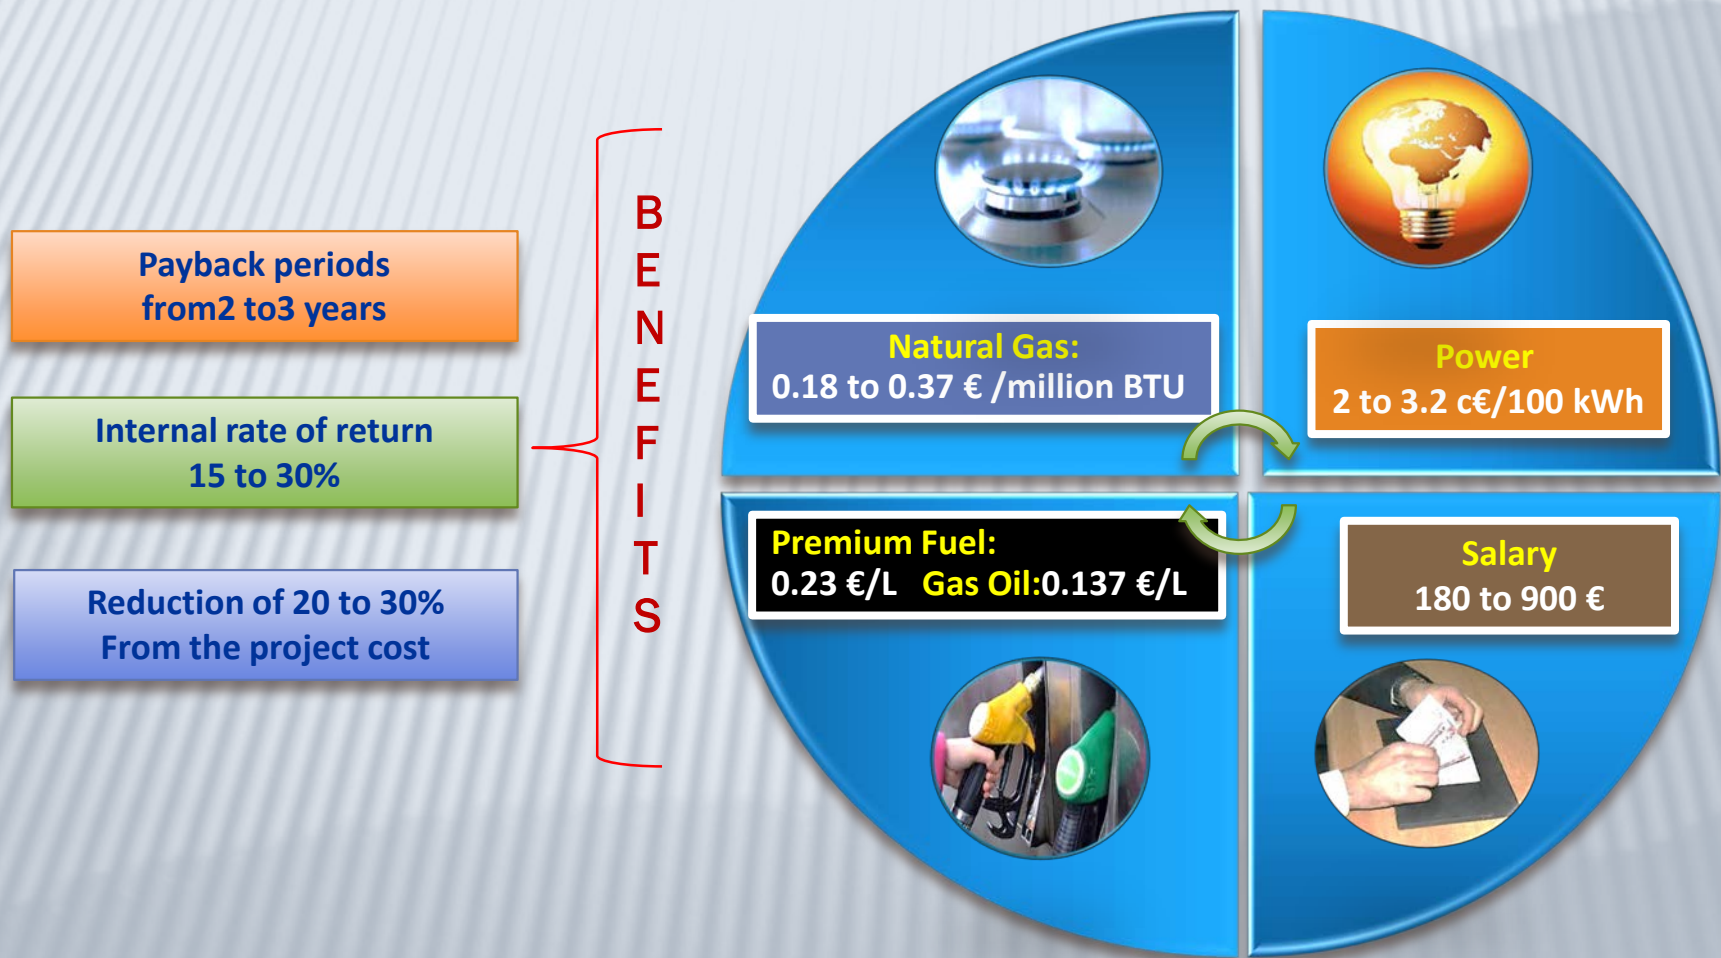 Payback periods
from2 to3 years
Internal rate of return
15 to 30%
Reduction of 20 to 30%
From the project cost
BENEFITS
Natural Gas:
0.18 to 0.37 € /million BTU
Power
2 to 3.2 c€/100 kWh
Premium Fuel:
0.23 €/L Gas Oil:0.137 €/L
Salary
180 to 900 €